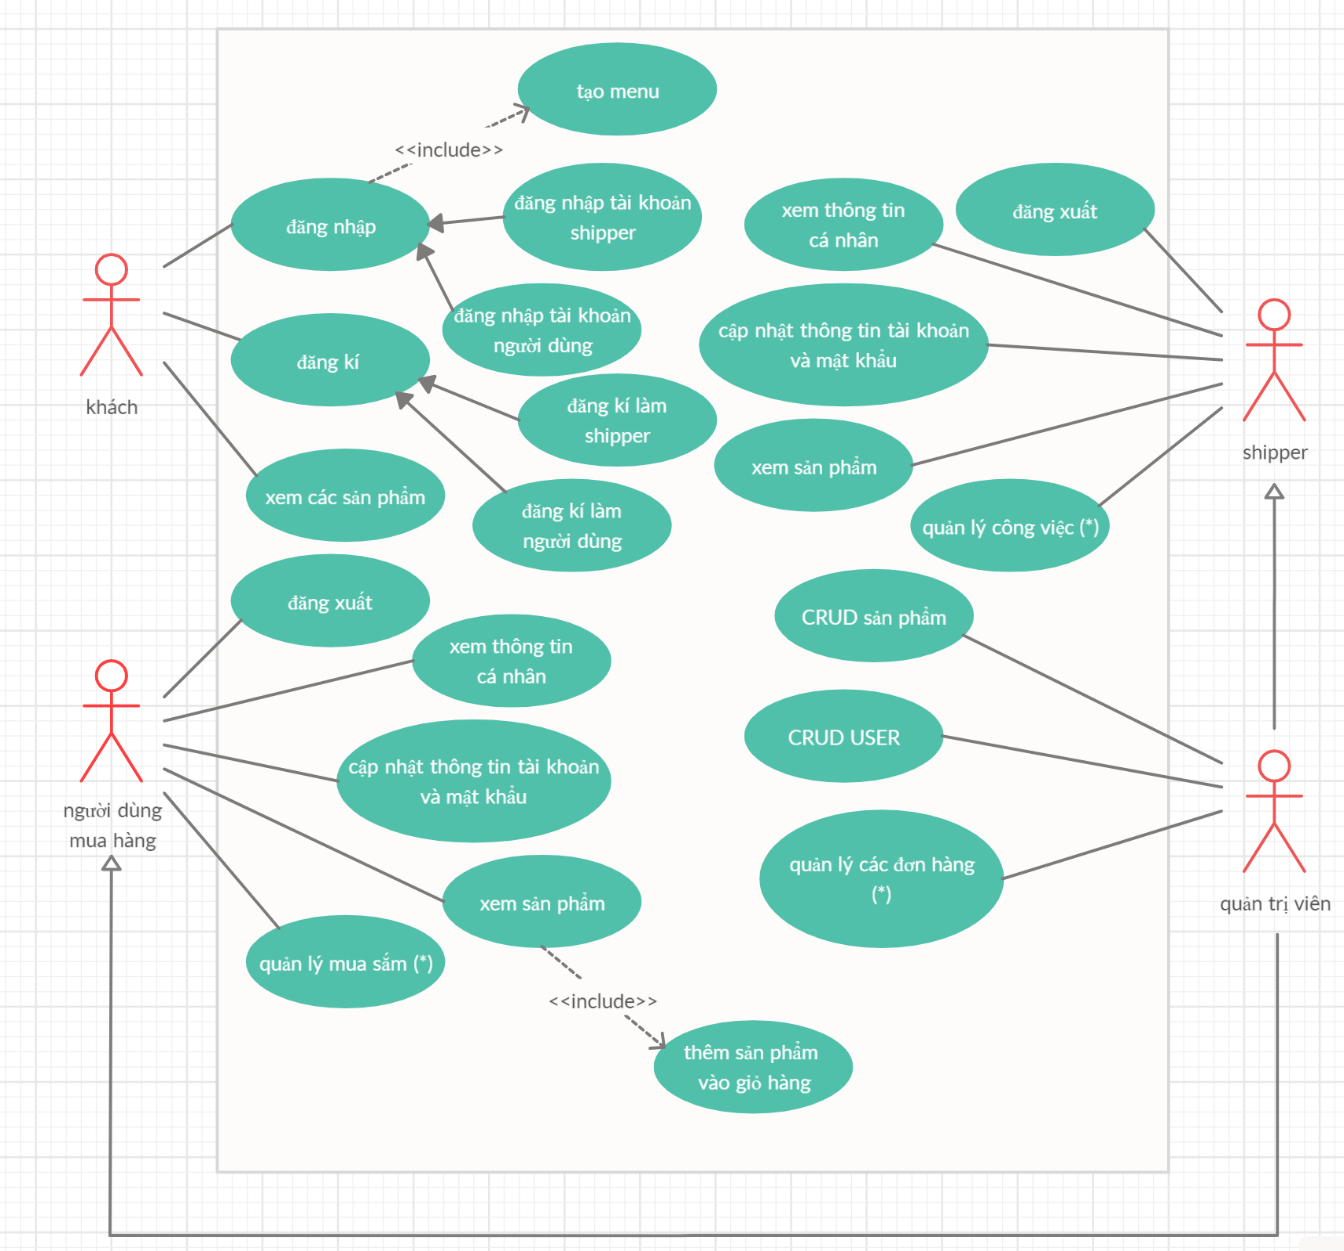 tạo menu
<<include>>
đăng nhập
đăng nhập tài khoản
shipper
đăng nhập tài khoản
người dùng
khách
đăng kí
đăng kí làm
shipper
xem các sản phẩm
đăng kí làm
người dùng
xem thông tin
cá nhân
đăng xuất
cập nhật thông tin tài khoản
và mật khẩu
shipper
xem sản phẩm
quản lý công việc (*)
đăng xuất
xem thông tin
cá nhân
người dùng
mua hàng
cập nhật thông tin tài khoản
và mật khẩu
xem sản phẩm
quản lý mua sắm (*)
<<include>>
thêm sản phẩm
vào giỏ hàng
CRUD sản phẩm
CRUD USER
quản lý các đơn hàng
(*)
quản trị viên